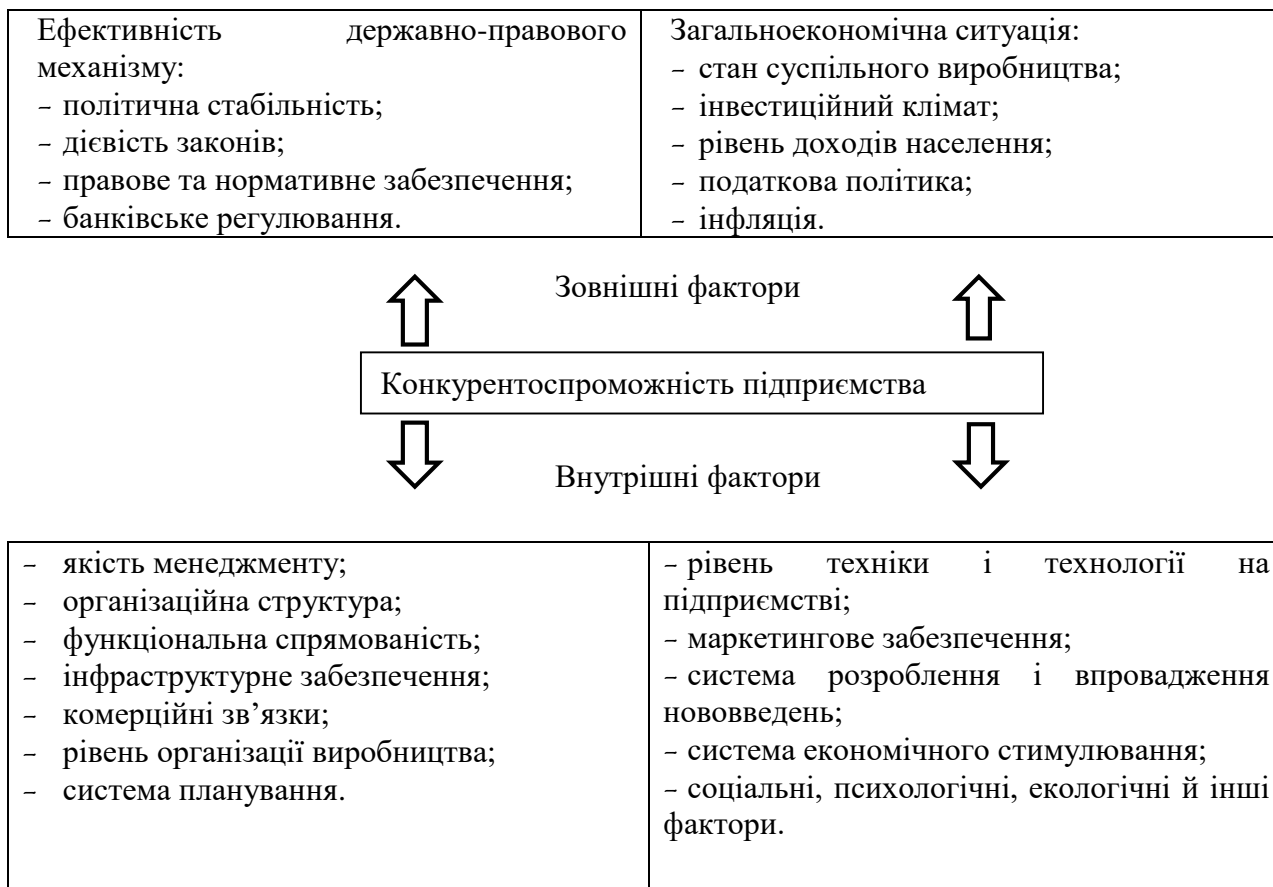 Ефективність державно-правового
механізму:
– політична стабільність;
– дієвість законів;
– правове та нормативне забезпечення;
– банківське регулювання.
Загальноекономічна ситуація:
– стан суспільного виробництва;
– інвестиційний клімат;
– рівень доходів населення;
– податкова політика;
– інфляція.
Зовнішні фактори
Конкурентоспроможність підприємства
Внутрішні фактори
– якість менеджменту;
– організаційна структура;
– функціональна спрямованість;
– інфраструктурне забезпечення;
– комерційні зв’язки;
– рівень організації виробництва;
– система планування.
– рівень техніки і технології на
підприємстві;
– маркетингове забезпечення;
– система розроблення і впровадження
нововведень;
– система економічного стимулювання;
– соціальні, психологічні, екологічні й інші
фактори.